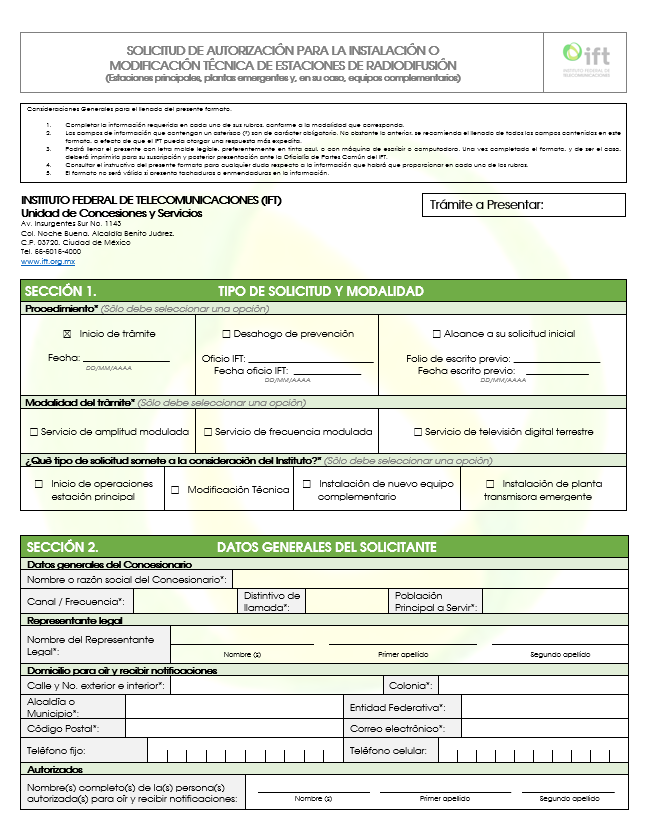 SOLICITUD DE AUTORIZACIÓN PARA LA INSTALACIÓN O
MODIFICACIÓN TÉCNICA DE ESTACIONES DE RADIODIFUSIÓN
(Estaciones principales, plantas emergentes y, en su caso, equipos complementarios)
ift
INSTITUTO FEDERAL DE
TELECOMUNICACIONES
Consideraciones Generales para el llenado del presente formato.
1. Completar la información requerida en cada uno de sus rubros, conforme a la modalidad que corresponda.
2. Los campos de información que contengan un asterisco (*) son de carácter obligatorio. No obstante lo anterior, se recomienda el llenado de todos los campos contenidos en este
formato, a efecto de que el IFT pueda otorgar una respuesta más expedita.
3. Podrá llenar el presente con letra molde legible, preferentemente en tinta azul, o con máquina de escribir o computadora. Una vez completado el formato, y de ser el caso,
deberá imprimirlo para su suscripción y posterior presentación ante la Oficialía de Partes Común del IFT.
4. Consultar el instructivo del presente formato para cualquier duda respecto a la información que habrá que proporcionar en cada uno de los rubros.
5. El formato no será válido si presenta tachaduras o enmendaduras en la información.
INSTITUTO FEDERAL DE TELECOMUNICACIONES (IFT)
Unidad de Concesiones y Servicios
Av. Insurgentes Sur No. 1143
Col. Noche Buena, Alcaldía Benito Juárez,
C.P. 03720, Ciudad de México
Tel. 55-5015-4000
www.ift.org.mx
Trámite a Presentar:
SECCIÓN 1. TIPO DE SOLICITUD Y MODALIDAD
Procedimiento* (Sólo debe seleccionar una opción)
☒ Inicio de trámite ☐ Desahogo de prevención ☐ Alcance a su solicitud inicial
Fecha: Oficio IFT: Folio de escrito previo:
DD/MM/AAAA Fecha oficio IFT: Fecha escrito previo:
DD/MM/AAAA DD/MM/AAAA
Modalidad del trámite* (Sólo debe seleccionar una opción)
☐ Servicio de amplitud modulada ☐ Servicio de frecuencia modulada ☐ Servicio de televisión digital terrestre
¿Qué tipo de solicitud somete a la consideración del Instituto?* (Sólo debe seleccionar una opción)
☐ Inicio de operaciones
estación principal
☐ Modificación Técnica
☐ Instalación de nuevo equipo
complementario
☐ Instalación de planta
transmisora emergente
SECCIÓN 2. DATOS GENERALES DEL SOLICITANTE
Datos generales del Concesionario
Nombre o razón social del Concesionario*:
Canal / Frecuencia*:
Distintivo de
llamada*:
Población
Principal a Servir*:
Representante legal
Nombre del Representante
Legal*:
Nombre (s) Primer apellido Segundo apellido
Domicilio para oír y recibir notificaciones
Calle y No. exterior e interior*: Colonia*:
Alcaldía o
Municipio*:
Entidad Federativa*:
Código Postal*: Correo electrónico*:
Teléfono fijo: Teléfono celular:
Autorizados
Nombre(s) completo(s) de la(s) persona(s)
autorizada(s) para oír y recibir notificaciones:
Nombre (s) Primer apellido Segundo apellido